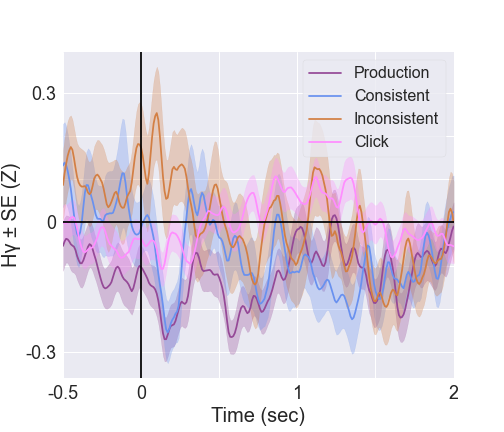 Production
Consistent
Inconsistent
Click
0.3
0
-0.3
Hγ ± SE (Z)
-0.5
0
1
2
Time (sec)